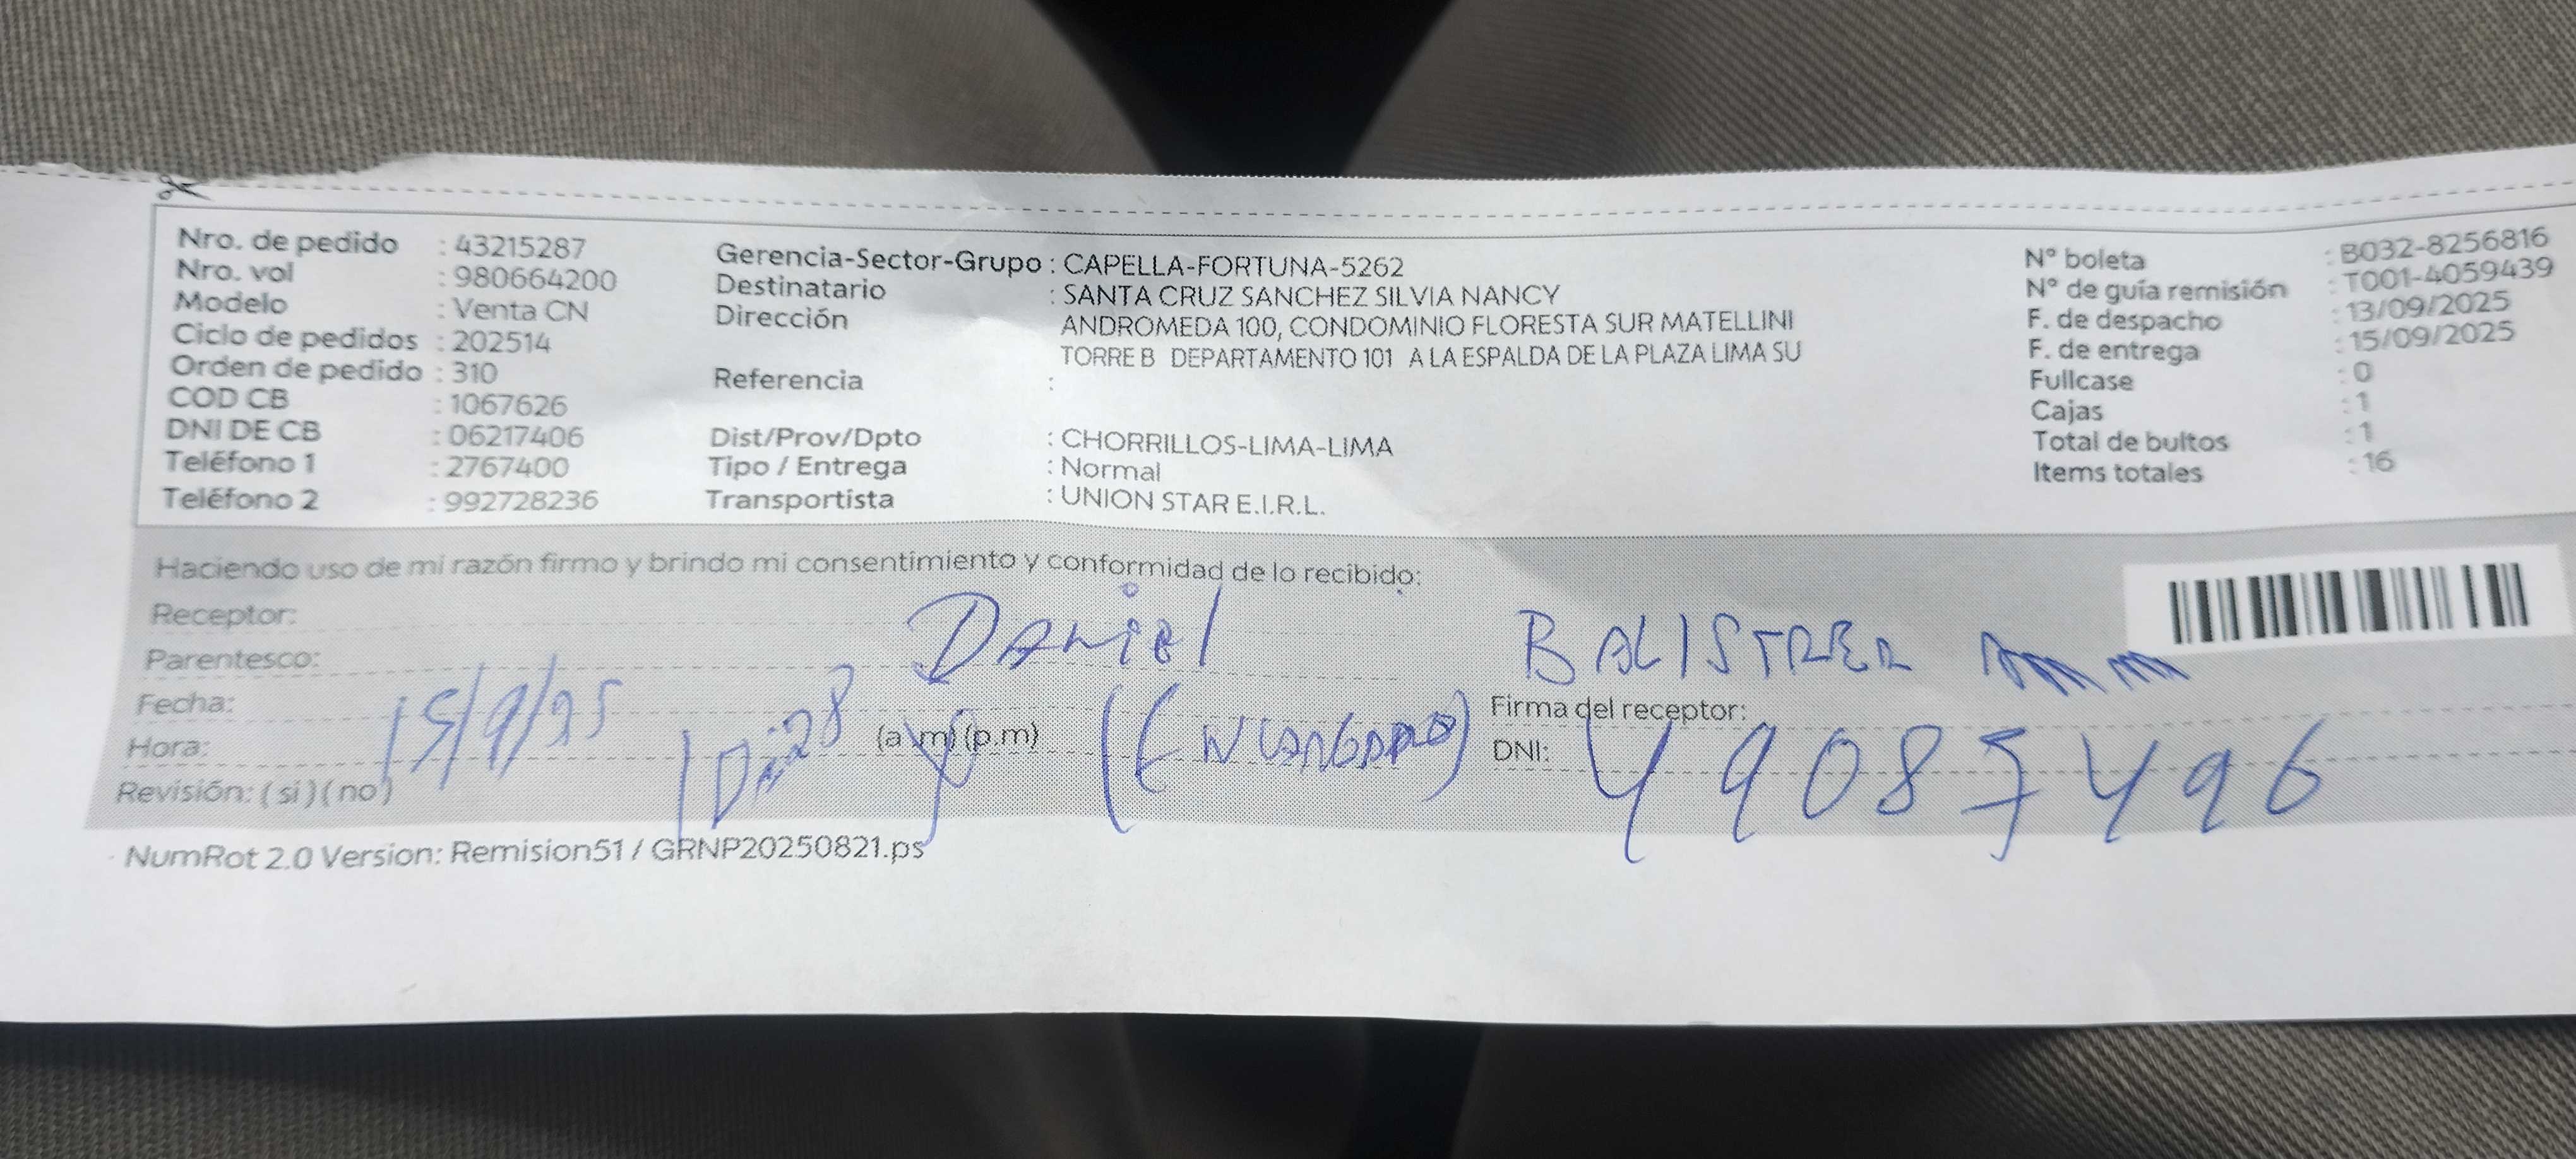 Nro. de pedido : 43215287
Nro. vol : 980664200
Modelo : Venta CN
Ciclo de pedidos : 202514
Orden de pedido : 310
COD CB : 1067626
DNI DE CB : 06217406
Teléfono 1 : 2767400
Teléfono 2 : 992728236
Gerencia-Sector-Grupo : CAPELLA-FORTUNA-5262
Destinatario : SANTA CRUZ SANCHEZ SILVIA NANCY
Dirección ANDROMEDA 100, CONDOMINIO FLORESTA SUR MATELLINI
TORRE B DEPARTAMENTO 101 A LA ESPALDA DE LA PLAZA LIMA SU
Referencia :
Dist/Prov/Dpto : CHORRILLOS-LIMA-LIMA
Tipo / Entrega : Normal
Transportista : UNION STAR E.I.R.L.
N° boleta : B032-8256816
N° de guía remisión : T001-4059439
F. de despacho : 13/09/2025
F. de entrega : 15/09/2025
Fullcase : 0
Cajas : 1
Total de bultos : 1
Items totales : 16
Haciendo uso de mi razón firmo y brindo mi consentimiento y conformidad de lo recibido:
Receptor:
Parentesco: DANiEl BALISTRER
Fecha: 15/9/25
Firma del receptor:
Hora: (a.m) (p.m) (ENCARGADO)
DNI:
Revisión: (si) (no)
NumRot 2.0 Version: Remision51 / GRNP20250821.ps